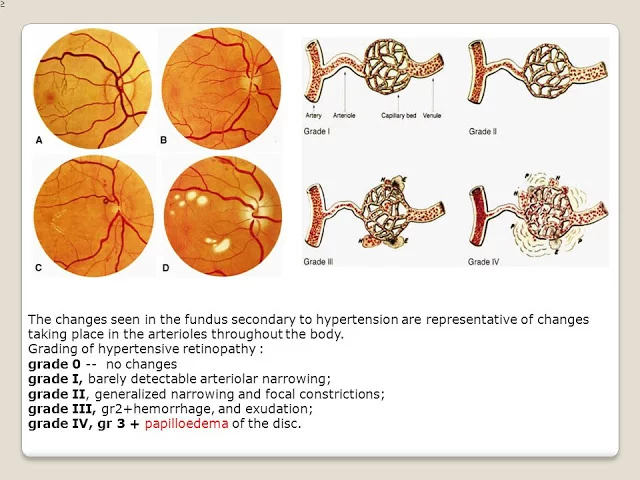 >
A
B
C
D
Artery Arteriole Capillary bed Venule
Grade I
Grade II
H E
H E
Grade III
P H H P
P E P
Grade IV
The changes seen in the fundus secondary to hypertension are representative of changes
taking place in the arterioles throughout the body.
Grading of hypertensive retinopathy :
grade 0 -- no changes
grade I, barely detectable arteriolar narrowing;
grade II, generalized narrowing and focal constrictions;
grade III, gr2+hemorrhage, and exudation;
grade IV, gr 3 + papilloedema of the disc.